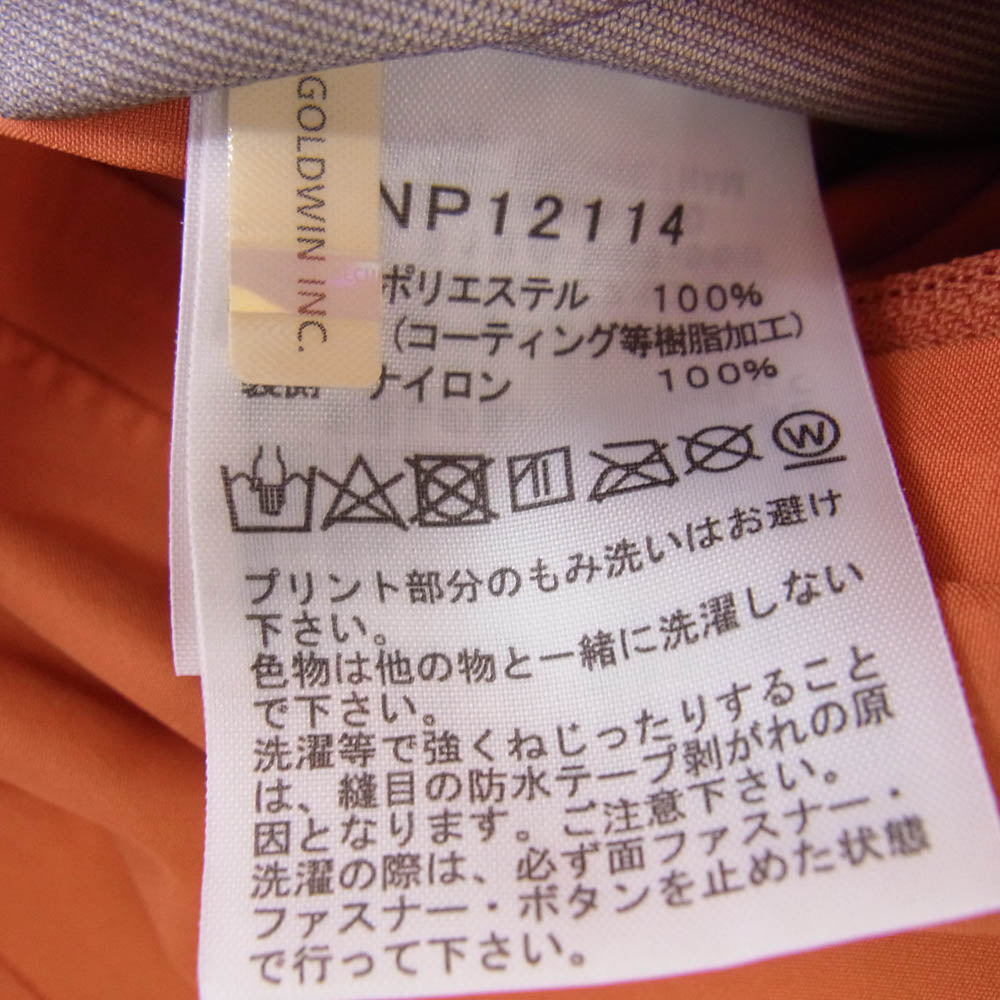 GOLDWIN INC.
NP12114
ポリエステル 100%
（コーティング等樹脂加工）
裏側 ナイロン 100%
W
プリント部分のもみ洗いはお避け
下さい。
色物は他の物と一緒に洗濯しない
で下さい。
洗濯等で強くねじったりすること
は、縫目の防水テープ剥がれの原
因となります。ご注意下さい。
洗濯の際は、必ず面ファスナー・
ファスナー・ボタンを止めた状態
で行って下さい。